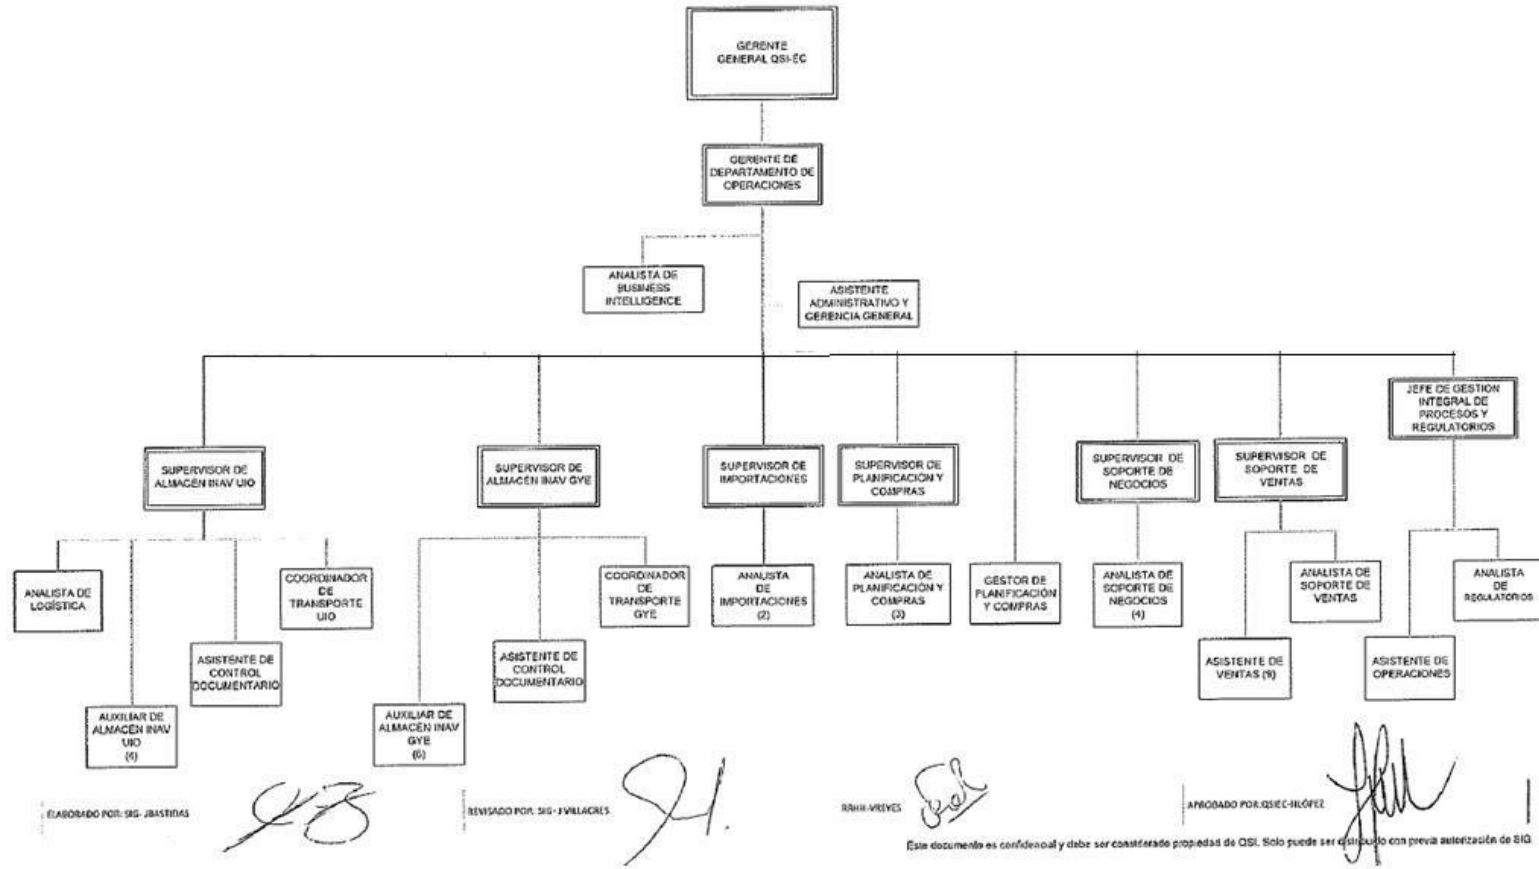 GERENTE
GENERAL QSI-EC
GERENTE DE
DEPARTAMENTO DE
OPERACIONES
ANALISTA DE
BUSINESS
INTELLIGENCE
ASISTENTE
ADMINISTRATIVO Y
GERENCIA GENERAL
JEFE DE GESTION
INTEGRAL DE
PROCESOS Y
REGULATORIOS
SUPERVISOR DE
ALMACÉN INAV UIO
SUPERVISOR DE
ALMACÉN INAV GYE
SUPERVISOR DE
IMPORTACIONES
SUPERVISOR DE
PLANIFICACIÓN Y
COMPRAS
SUPERVISOR DE
SOPORTE DE
NEGOCIOS
SUPERVISOR DE
SOPORTE DE
VENTAS
ANALISTA DE
LOGÍSTICA
COORDINADOR
DE
TRANSPORTE
UIO
COORDINADOR
DE
TRANSPORTE
GYE
ANALISTA
DE
IMPORTACIONES
(2)
ANALISTA DE
PLANIFICACIÓN Y
COMPRAS
(3)
GESTOR DE
PLANIFICACIÓN
Y COMPRAS
ANALISTA DE
SOPORTE DE
NEGOCIOS
(4)
ANALISTA DE
SOPORTE DE
VENTAS
ANALISTA
DE
REGULATORIOS
ASISTENTE DE
CONTROL
DOCUMENTARIO
ASISTENTE DE
CONTROL
DOCUMENTARIO
ASISTENTE DE
VENTAS
ASISTENTE DE
OPERACIONES
AUXILIAR DE
ALMACÉN INAV
UIO
AUXILIAR DE
ALMACÉN INAV
GYE
ELABORADO POR: SIG- JBASTIDAS
REVISADO POR: SIG - JVILLACRES
RRHH-VREYES
APROBADO POR:QSIEC-HLÓPEZ
Este documento es confidencial y debe ser considerado propiedad de QSI. Solo puede ser distribuido con previa autorización de SIG